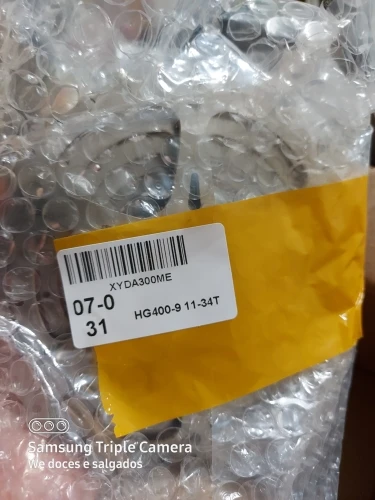 XYDA300ME
07-0
31
HG400-9 11-34T
Samsung Triple Camera
We doces e salgados